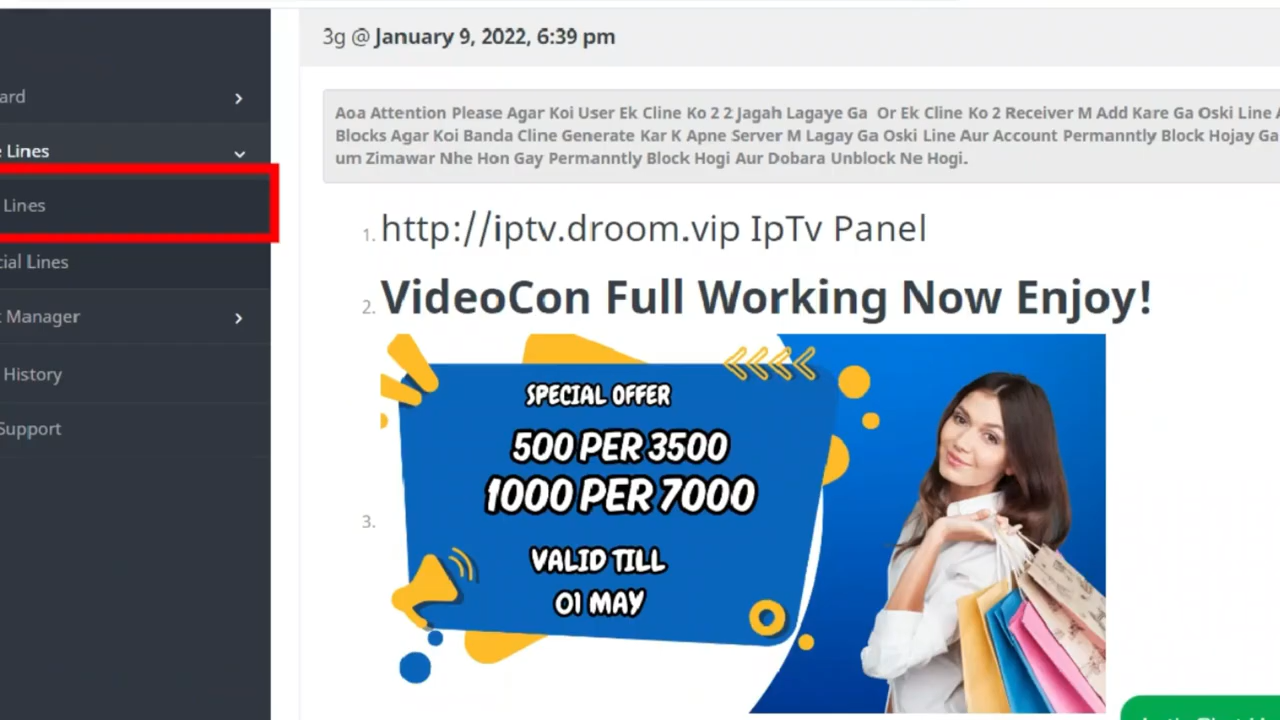 3g @ January 9, 2022, 6:39 pm
ard
Lines
Lines
cial Lines
Manager
History
Support
Aoa Attention Please Agar Koi User Ek Cline Ko 2 2 Jagah Lagaye Ga Or Ek Cline Ko 2 Receiver M Add Kare Ga Oski Line A
Blocks Agar Koi Banda Cline Generate Kar K Apne Server M Lagay Ga Oski Line Aur Account Permanntly Block Hojay Ga
um Zimawar Nhe Hon Gay Permanntly Block Hogi Aur Dobara Unblock Ne Hogi.
1. http://iptv.droom.vip IpTv Panel
2. VideoCon Full Working Now Enjoy!
3.
SPECIAL OFFER
500 PER 3500
1000 PER 7000
VALID TILL
01 MAY